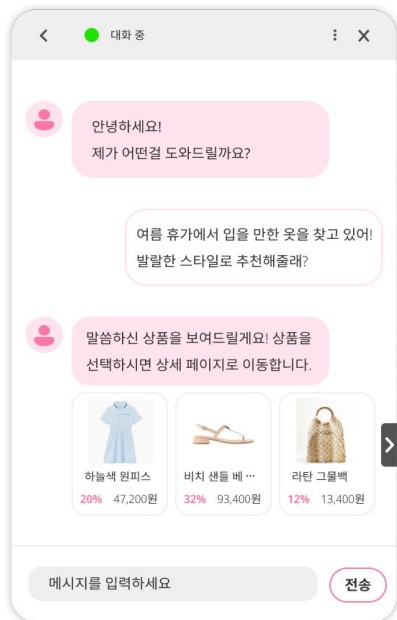 대화 중
안녕하세요!
제가 어떤걸 도와드릴까요?
여름 휴가에서 입을 만한 옷을 찾고 있어!
발랄한 스타일로 추천해줄래?
말씀하신 상품을 보여드릴게요! 상품을
선택하시면 상세 페이지로 이동합니다.
하늘색 원피스
20% 47,200원
비치 샌들 베 …
32% 93,400원
라탄 그물백
12% 13,400원
메시지를 입력하세요
전송